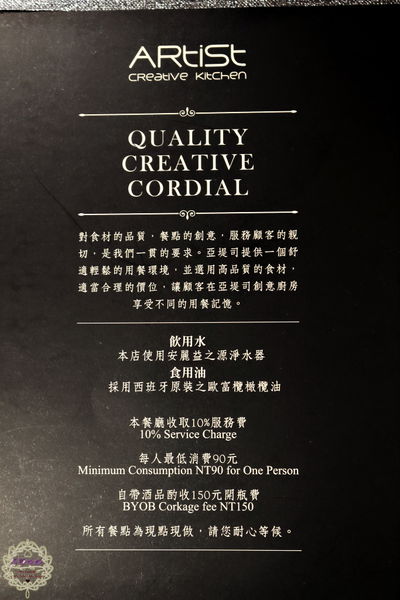 ARTiST
CREATIVE KITCHEN
QUALITY
CREATIVE
CORDIAL
對食材的品質，餐點的創意，服務顧客的親
切，是我們一貫的要求。亞提司提供一個舒
適輕鬆的用餐環境，並選用高品質的食材，
適當合理的價位，讓顧客在亞提司創意廚房
享受不同的用餐記憶。
飲用水
本店使用安麗益之源淨水器
食用油
採用西班牙原裝之歐富欖橄欖油
本餐廳收取10%服務費
10% Service Charge
每人最低消費90元
Minimum Consumption NT90 for One Person
自帶酒品酌收150元開瓶費
BYOB Corkage fee NT150
所有餐點為現點現做，請您耐心等候。